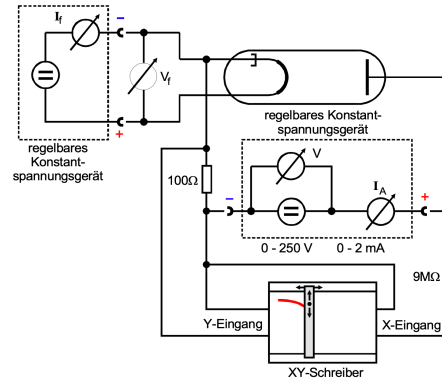 I_f
−
V_f
+
regelbares
Konstant-
spannungsgerät
regelbares Konstant-
spannungsgerät
100Ω
−
V
I_A
+
0 - 250 V
0 - 2 mA
9MΩ
Y-Eingang
X-Eingang
XY-Schreiber